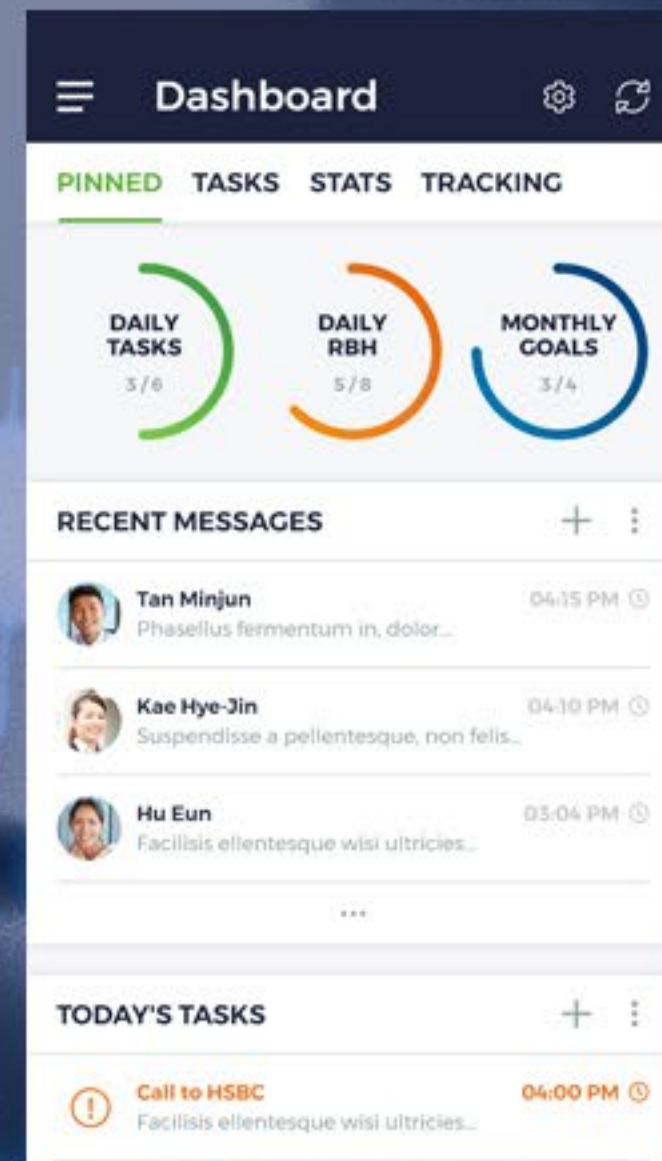 Dashboard
PINNED TASKS STATS TRACKING
DAILY
TASKS
3/6
DAILY
RBH
5/8
MONTHLY
GOALS
3/4
RECENT MESSAGES
Tan Minjun 04:15 PM
Phasellus fermentum in, dolor...
Kae Hye-Jin 04:10 PM
Suspendisse a pellentesque, non felis...
Hu Eun 03:04 PM
Facilisis ellentesque wisi ultricies...
...
TODAY'S TASKS
Call to HSBC 04:00 PM
Facilisis ellentesque wisi ultricies...